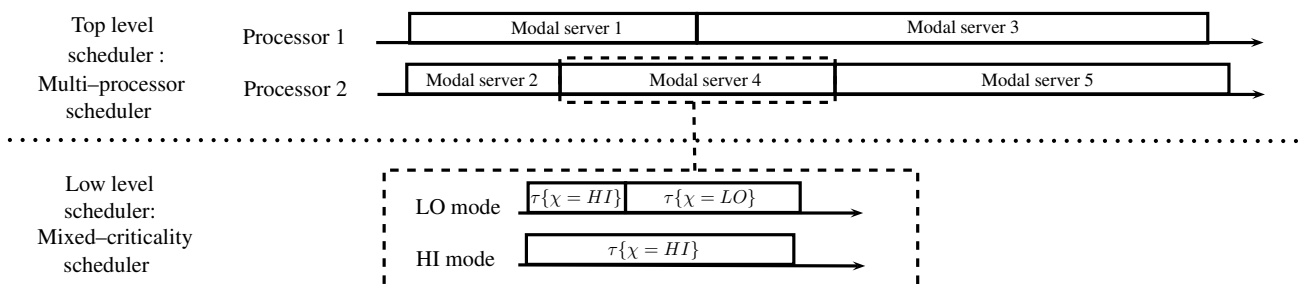 Top level
scheduler :
Multi–processor
scheduler
Processor 1
Modal server 1
Modal server 3
Processor 2
Modal server 2
Modal server 4
Modal server 5
Low level
scheduler:
Mixed–criticality
scheduler
LO mode
τ{χ = HI}
τ{χ = LO}
HI mode
τ{χ = HI}